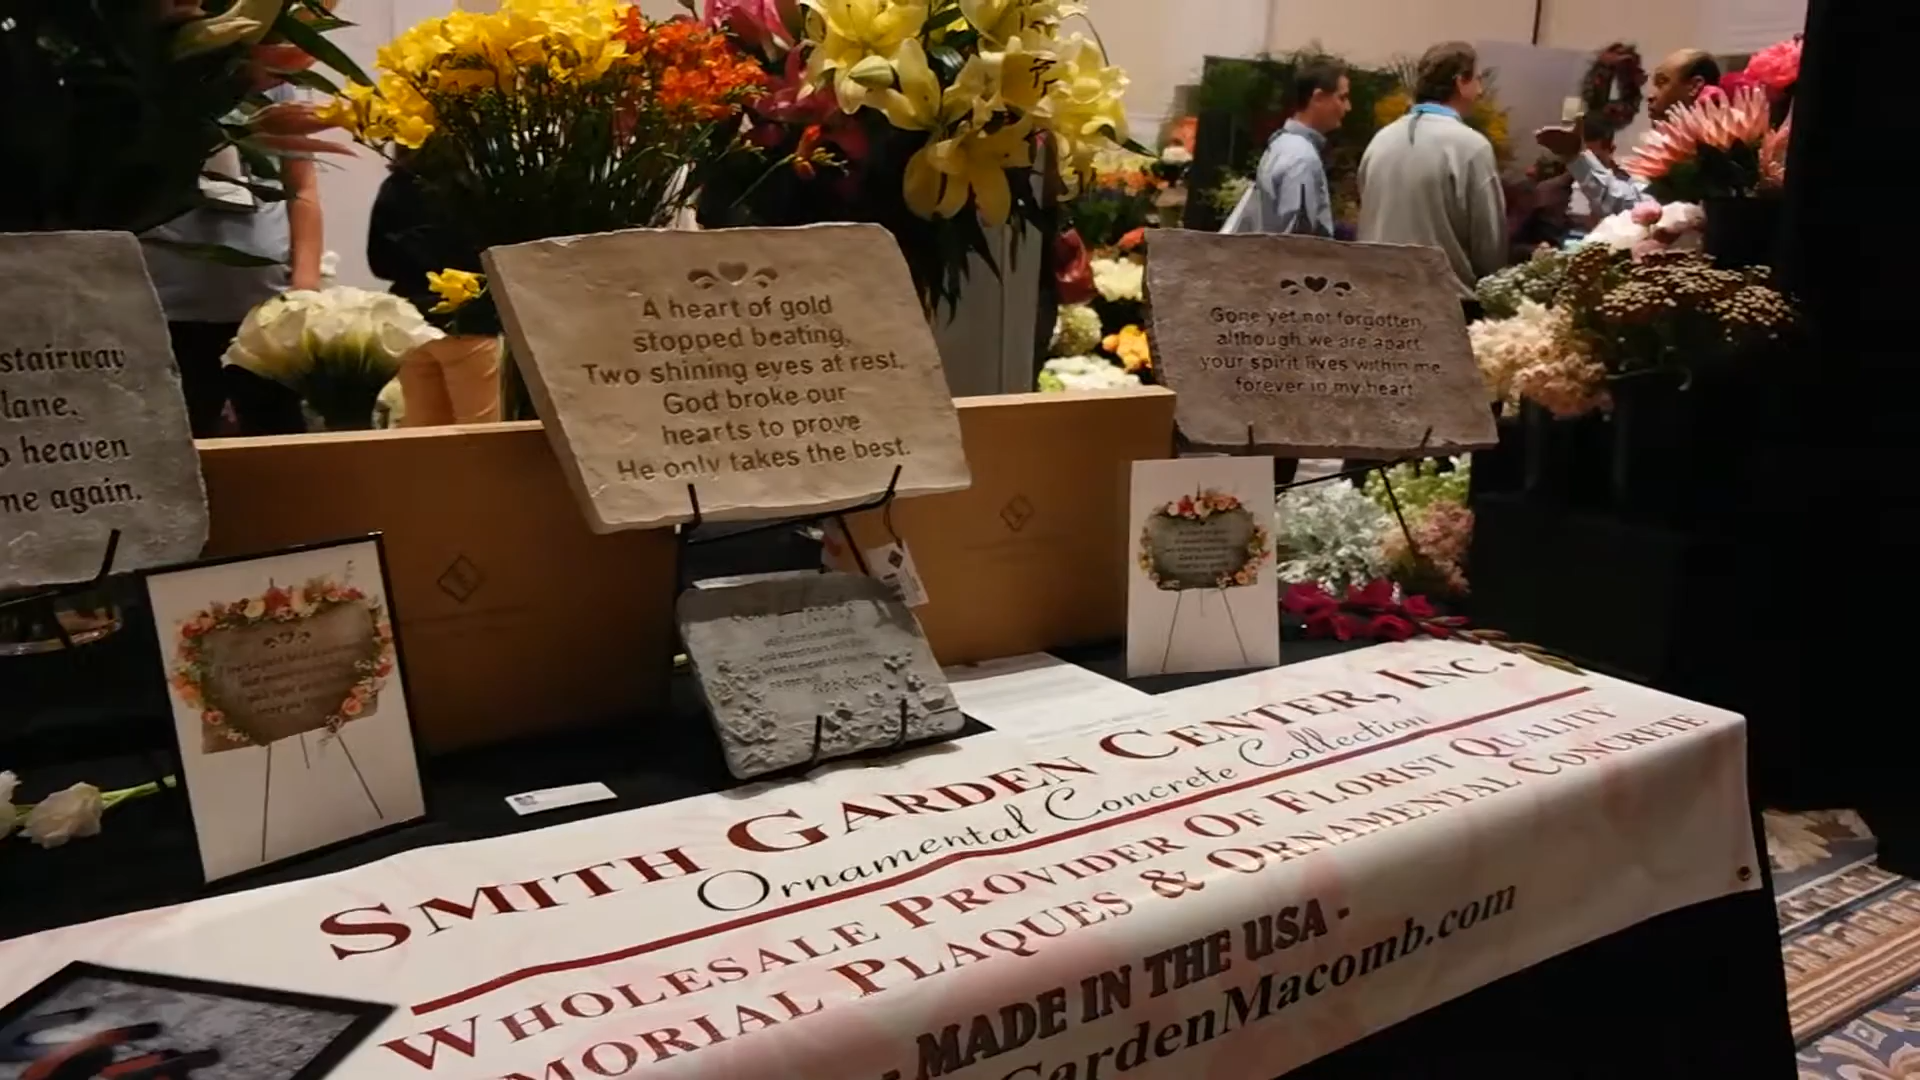 stairway
lane,
heaven
me again.
A heart of gold
stopped beating,
Two shining eyes at rest.
God broke our
hearts to prove
He only takes the best.
Gone yet not forgotten,
although we are apart,
your spirit lives within me,
forever in my heart.
SMITH GARDEN CENTER, INC.
Ornamental Concrete Collection
WHOLESALE PROVIDER OF FLORIST QUALITY
MORIAL PLAQUES & ORNAMENTAL CONCRETE
- MADE IN THE USA -
GardenMacomb.com